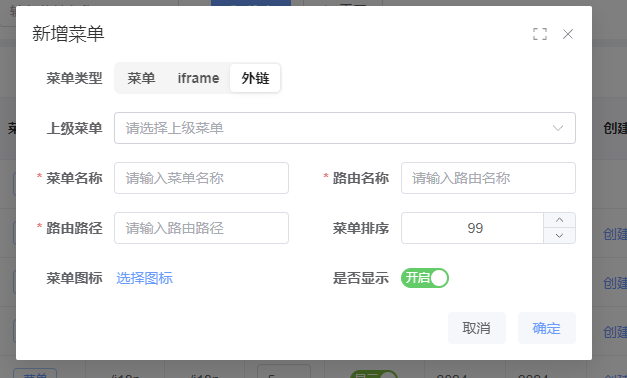 新增菜单
菜单类型 菜单 iframe 外链
上级菜单 请选择上级菜单
* 菜单名称 请输入菜单名称 * 路由名称 请输入路由名称
* 路由路径 请输入路由路径 菜单排序 99
菜单图标 选择图标 是否显示 开启
取消 确定
创建
创建
创建
创建
菜单